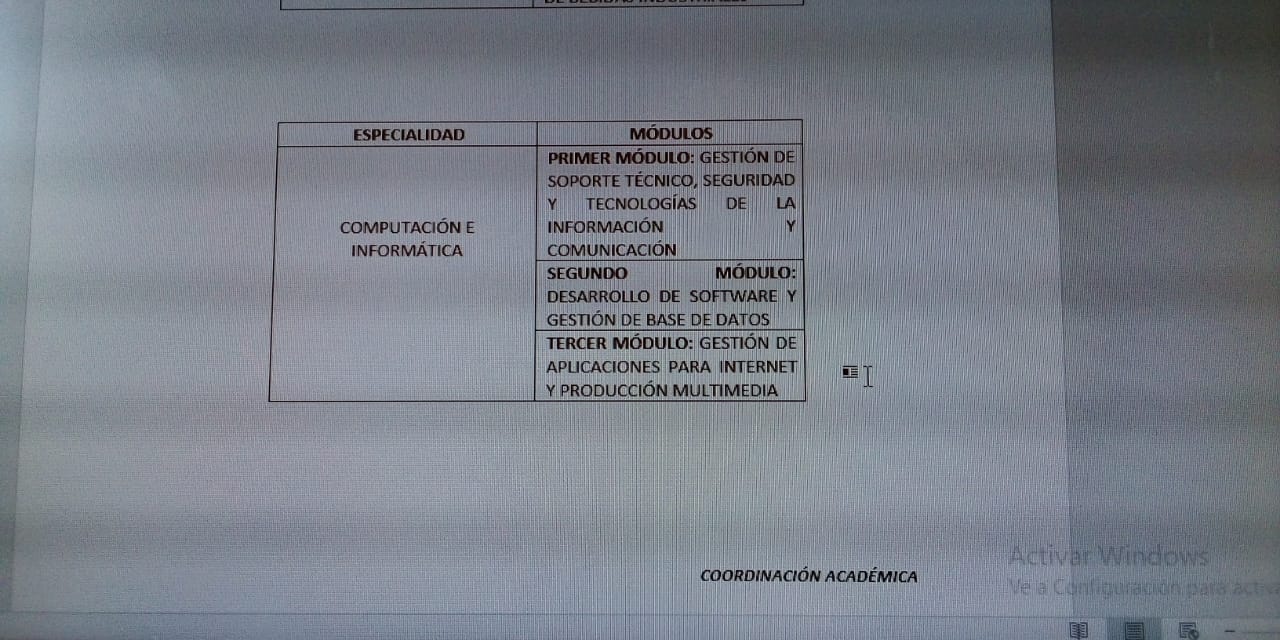 ESPECIALIDAD
MÓDULOS
COMPUTACIÓN E
INFORMÁTICA
PRIMER MÓDULO: GESTIÓN DE
SOPORTE TÉCNICO, SEGURIDAD
Y TECNOLOGÍAS DE LA
INFORMACIÓN Y
COMUNICACIÓN
SEGUNDO MÓDULO:
DESARROLLO DE SOFTWARE Y
GESTIÓN DE BASE DE DATOS
TERCER MÓDULO: GESTIÓN DE
APLICACIONES PARA INTERNET
Y PRODUCCIÓN MULTIMEDIA
COORDINACIÓN ACADÉMICA
Activar Windows
Ve a Configuración para